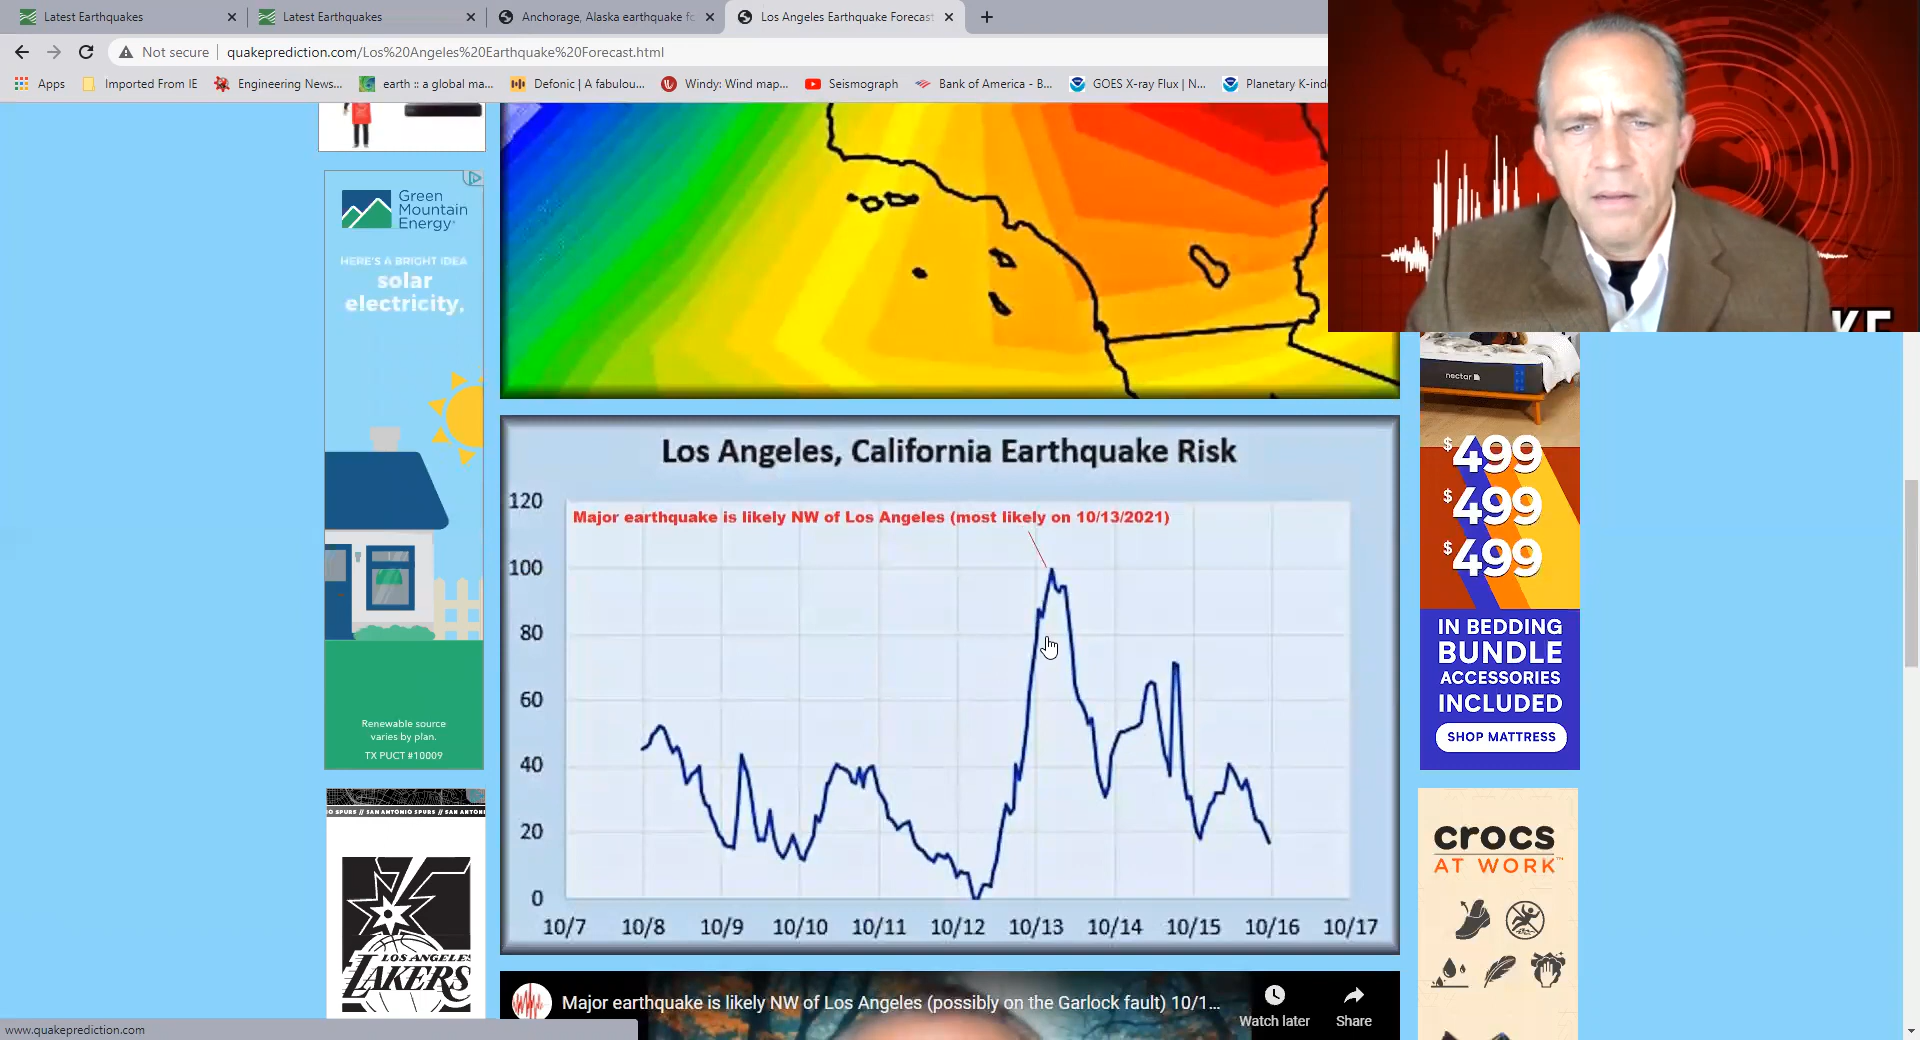 Latest Earthquakes
Latest Earthquakes
Anchorage, Alaska earthquake fo
Los Angeles Earthquake Forecast
Not secure
quakeprediction.com/Los%20Angeles%20Earthquake%20Forecast.html
Apps
Imported From IE
Engineering News...
earth :: a global ma...
Defonic | A fabulou...
Windy: Wind map...
Seismograph
Bank of America - B...
GOES X-ray Flux | N...
Planetary K-ind
Green
Mountain
Energy
HERE'S A BRIGHT IDEA
solar
electricity,
Renewable source
varies by plan.
TX PUCT #10009
SAN ANTONIO SPURS
LOS ANGELES
LAKERS
Los Angeles, California Earthquake Risk
Major earthquake is likely NW of Los Angeles (most likely on 10/13/2021)
120
100
80
60
40
20
0
10/7 10/8 10/9 10/10 10/11 10/12 10/13 10/14 10/15 10/16 10/17
Major earthquake is likely NW of Los Angeles (possibly on the Garlock fault) 10/1...
Watch later
Share
KE
nectar
$499
$499
$499
IN BEDDING
BUNDLE
ACCESSORIES
INCLUDED
SHOP MATTRESS
crocs
AT WORK™
www.quakeprediction.com